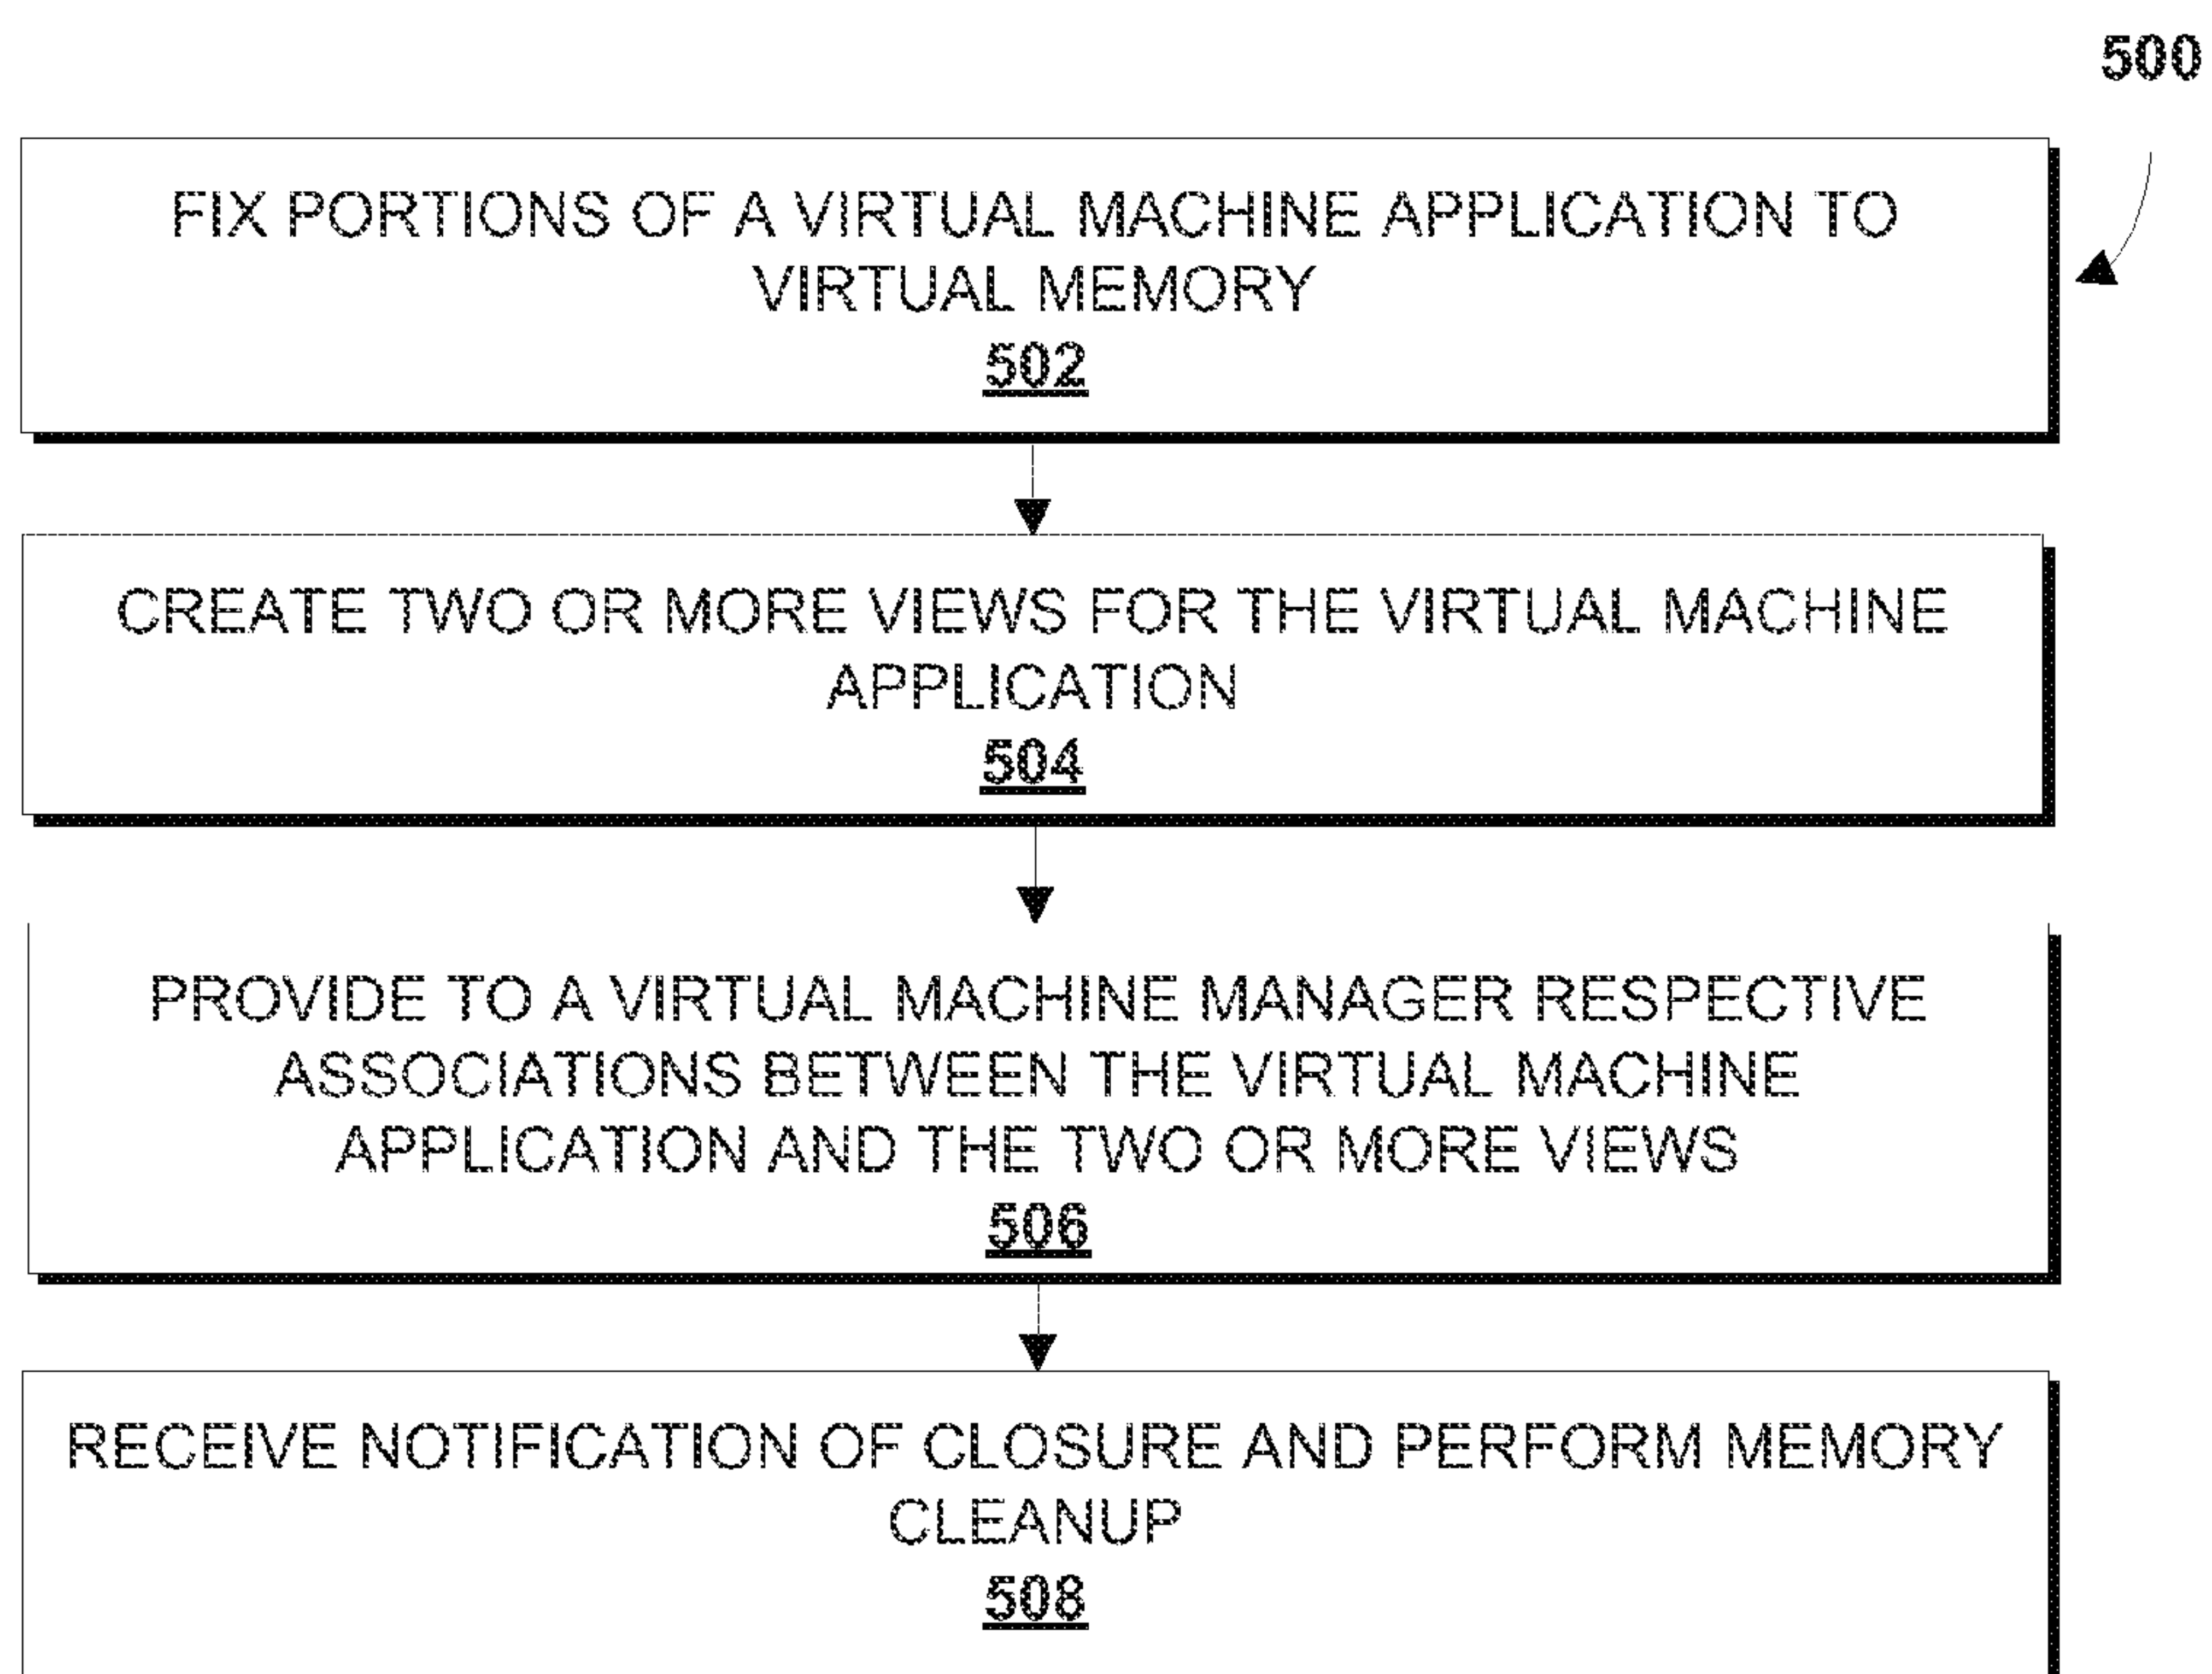 500
FIX PORTIONS OF A VIRTUAL MACHINE APPLICATION TO
VIRTUAL MEMORY
502
CREATE TWO OR MORE VIEWS FOR THE VIRTUAL MACHINE
APPLICATION
504
PROVIDE TO A VIRTUAL MACHINE MANAGER RESPECTIVE
ASSOCIATIONS BETWEEN THE VIRTUAL MACHINE
APPLICATION AND THE TWO OR MORE VIEWS
506
RECEIVE NOTIFICATION OF CLOSURE AND PERFORM MEMORY
CLEANUP
508